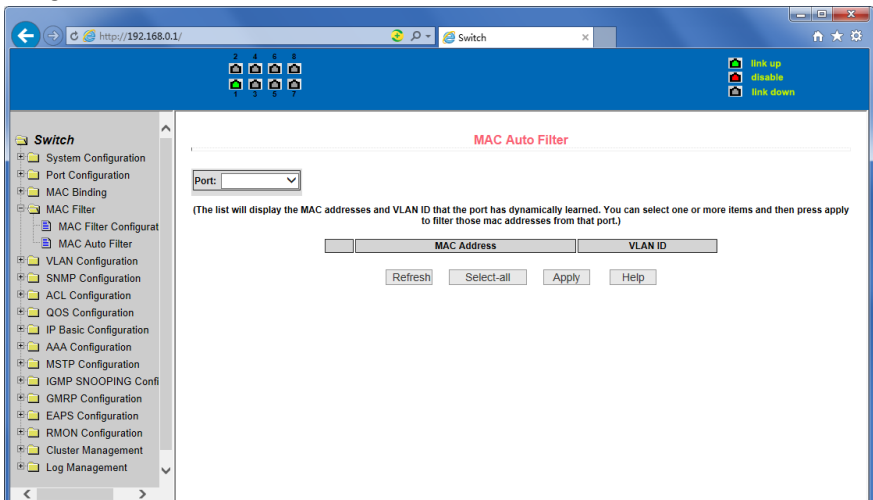 http://192.168.0.1/
Switch
2 4 6 8
1 3 5 7
link up
disable
link down
Switch
System Configuration
Port Configuration
MAC Binding
MAC Filter
MAC Filter Configurat
MAC Auto Filter
VLAN Configuration
SNMP Configuration
ACL Configuration
QOS Configuration
IP Basic Configuration
AAA Configuration
MSTP Configuration
IGMP SNOOPING Confi
GMRP Configuration
EAPS Configuration
RMON Configuration
Cluster Management
Log Management
MAC Auto Filter
Port:
(The list will display the MAC addresses and VLAN ID that the port has dynamically learned. You can select one or more items and then press apply
to filter those mac addresses from that port.)
MAC Address VLAN ID
Refresh Select-all Apply Help